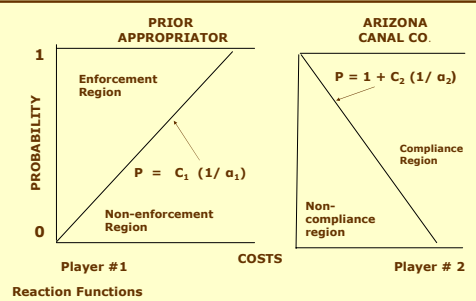 PRIOR
APPROPRIATOR
ARIZONA
CANAL CO.
1
Enforcement
Region
P = 1 + C₂ (1/ α₂)
PROBABILITY
Compliance
Region
P = C₁ (1/ α₁)
Non-enforcement
Region
Non-
compliance
region
0
COSTS
Player #1
Player # 2
Reaction Functions